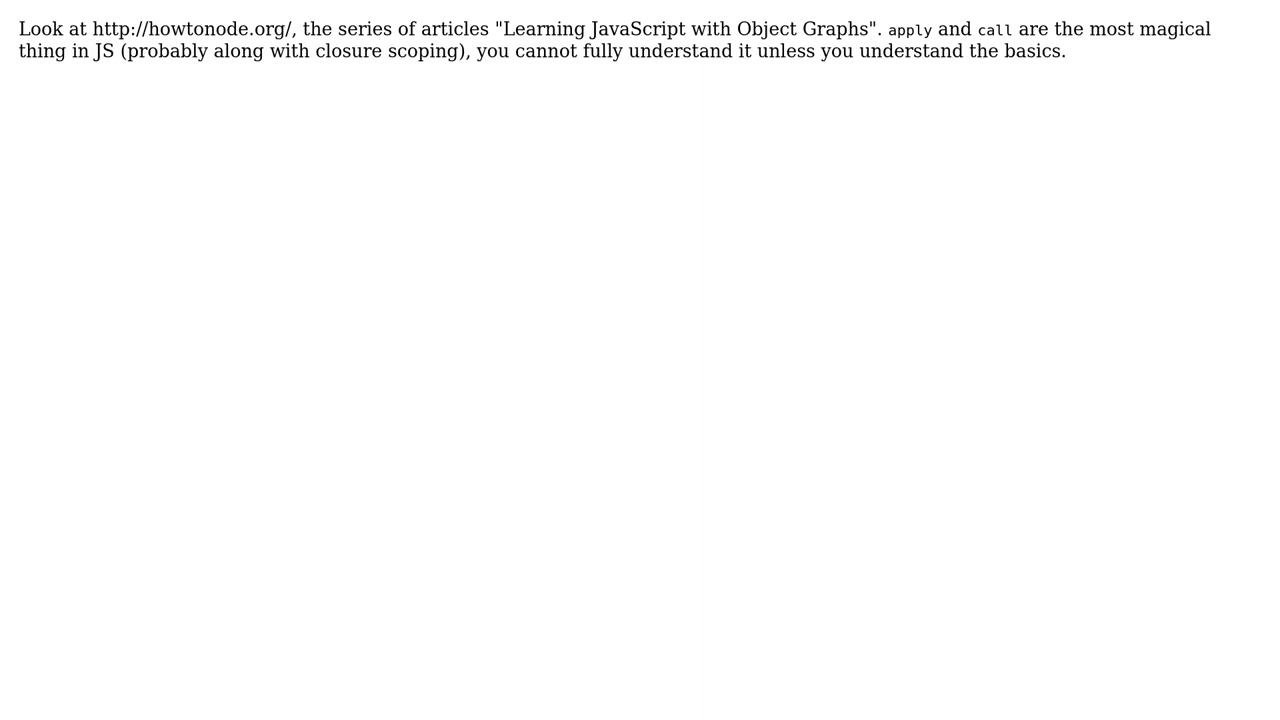 Look at http://howtonode.org/, the series of articles "Learning JavaScript with Object Graphs". apply and call are the most magical
thing in JS (probably along with closure scoping), you cannot fully understand it unless you understand the basics.